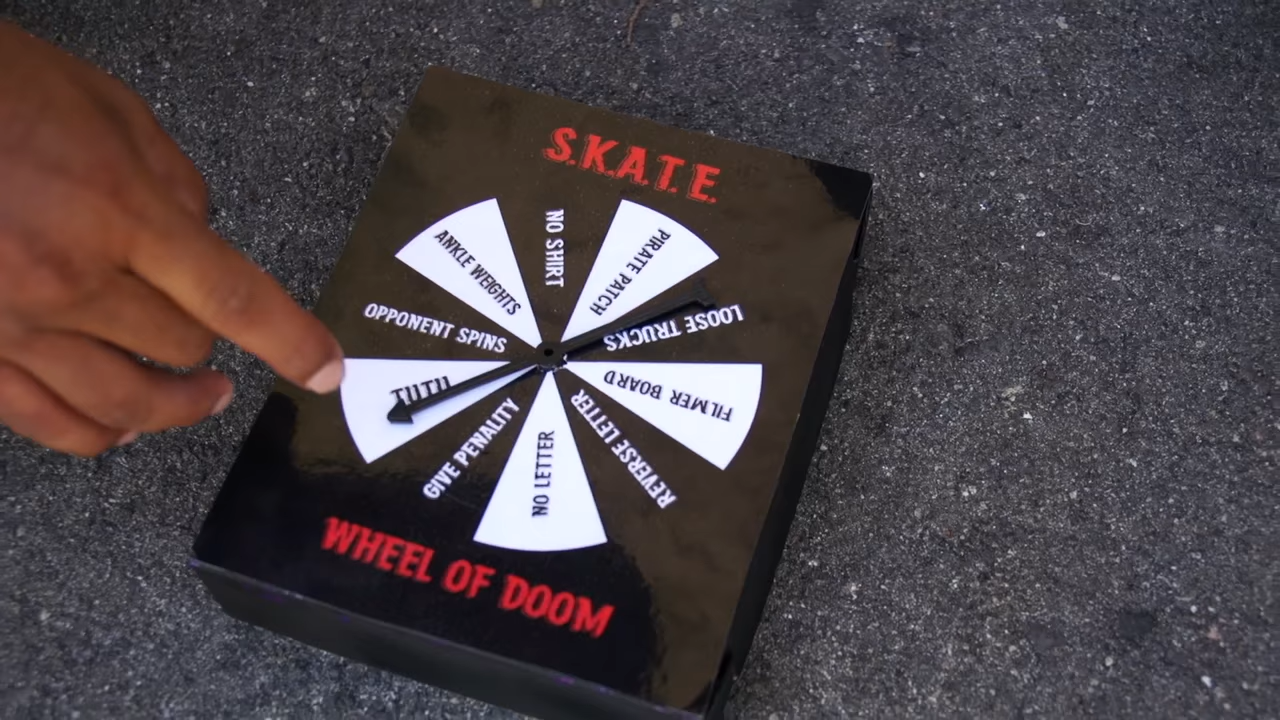 S.K.A.T.E.
NO SHIRT
PIRATE PATCH
LOOSE TRUCKS
FILMER BOARD
REVERSE LETTER
NO LETTER
GIVE PENALITY
TUTU
OPPONENT SPINS
ANKLE WEIGHTS
WHEEL OF DOOM